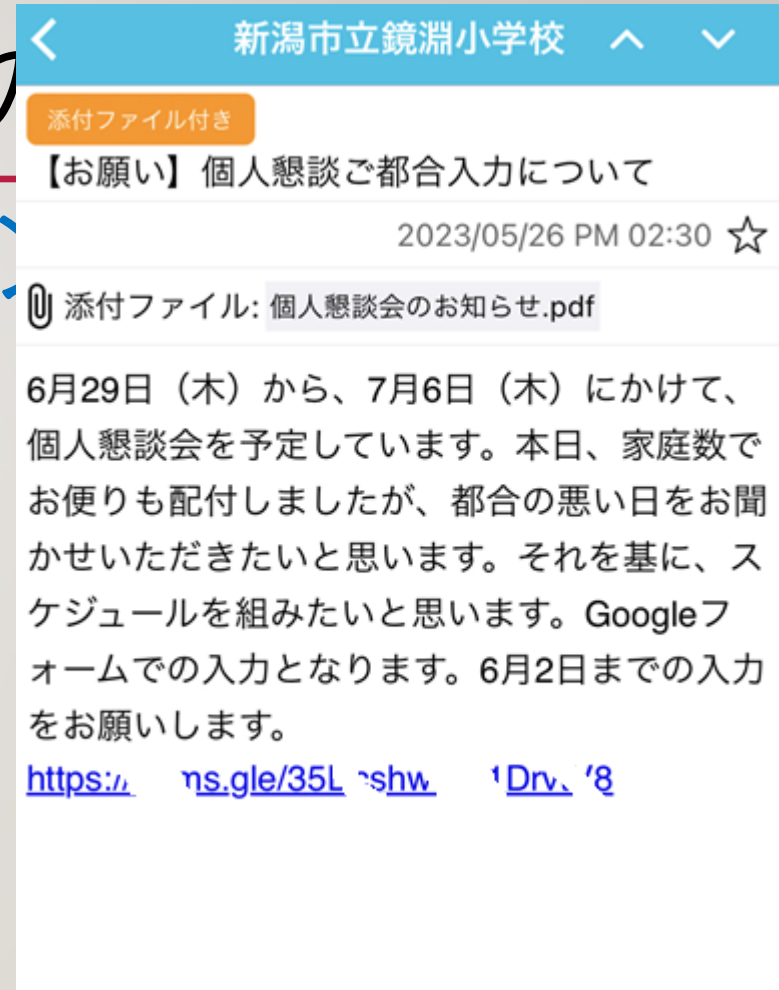 新潟市立鏡淵小学校
添付ファイル付き
【お願い】個人懇談ご都合入力について
2023/05/26 PM 02:30
添付ファイル: 個人懇談会のお知らせ.pdf
6月29日（木）から、7月6日（木）にかけて、
個人懇談会を予定しています。本日、家庭数で
お便りも配付しましたが、都合の悪い日をお聞
かせいただきたいと思います。それを基に、ス
ケジュールを組みたいと思います。Googleフ
ォームでの入力となります。6月2日までの入力
をお願いします。